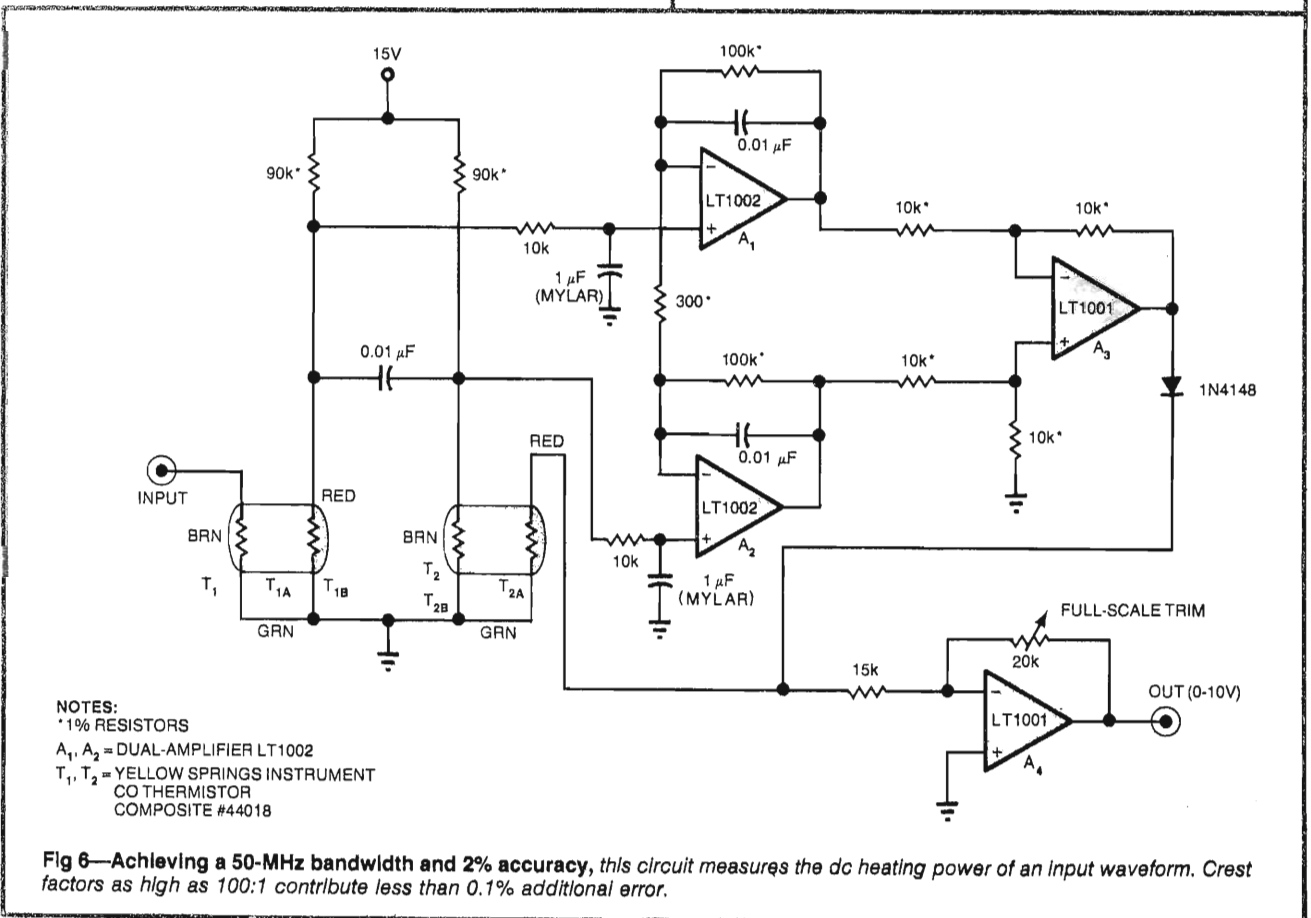 15V
100k*
0.01 µF
90k*
90k*
LT1002
10k*
10k*
10k
A1
1 µF
(MYLAR)
300*
LT1001
A3
0.01 µF
100k*
10k*
1N4148
0.01 µF
10k*
RED
INPUT
RED
LT1002
BRN
BRN
10k
A2
T1
T1A
T1B
T2
T2A
T2B
1 µF
(MYLAR)
GRN
GRN
FULL-SCALE TRIM
20k
15k
OUT (0-10V)
LT1001
A4
NOTES:
*1% RESISTORS
A1, A2 = DUAL-AMPLIFIER LT1002
T1, T2 = YELLOW SPRINGS INSTRUMENT
CO THERMISTOR
COMPOSITE #44018
Fig 6—Achieving a 50-MHz bandwidth and 2% accuracy, this circuit measures the dc heating power of an input waveform. Crest
factors as high as 100:1 contribute less than 0.1% additional error.